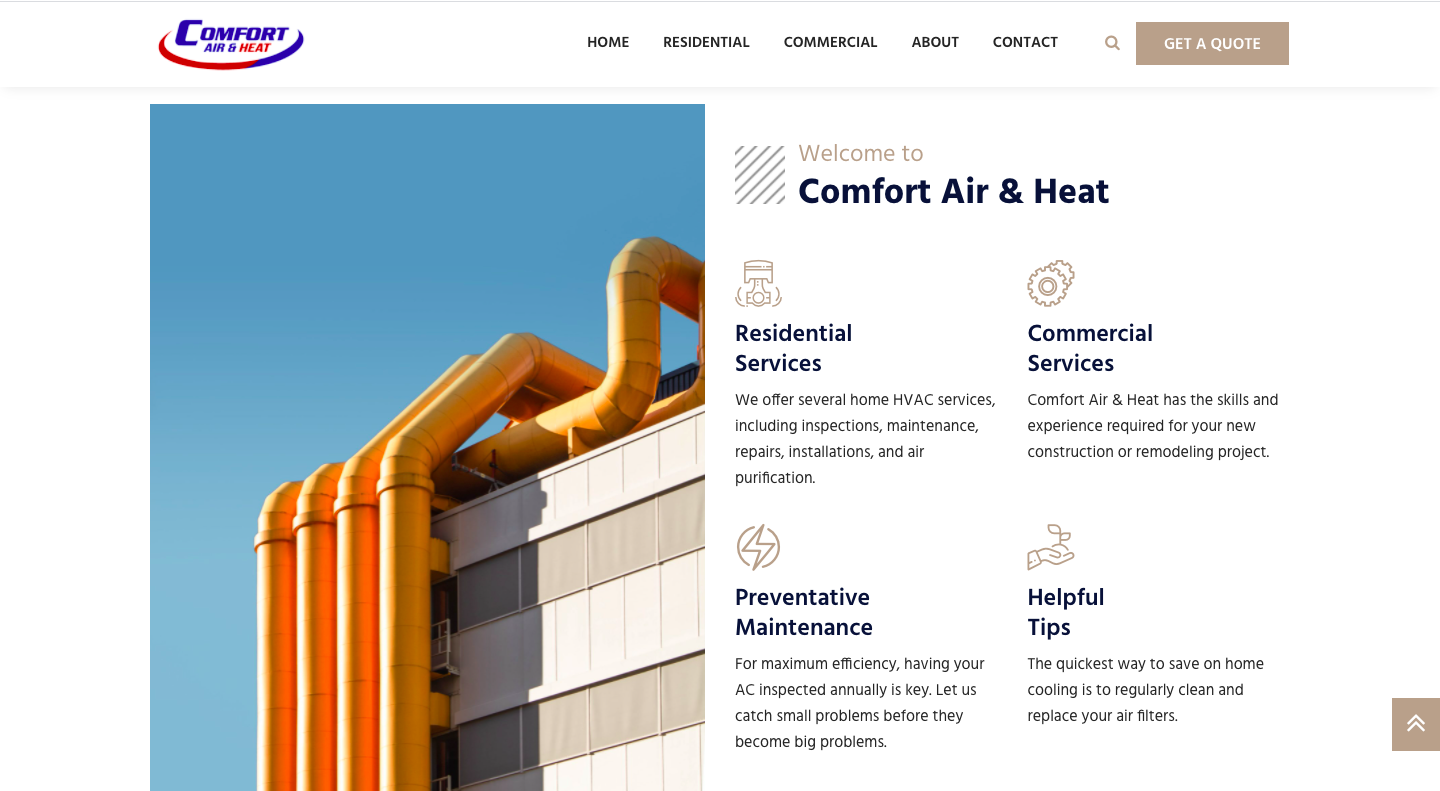 COMFORT
AIR & HEAT
HOME RESIDENTIAL COMMERCIAL ABOUT CONTACT GET A QUOTE
Welcome to
Comfort Air & Heat
Residential
Services
We offer several home HVAC services,
including inspections, maintenance,
repairs, installations, and air
purification.
Commercial
Services
Comfort Air & Heat has the skills and
experience required for your new
construction or remodeling project.
Preventative
Maintenance
For maximum efficiency, having your
AC inspected annually is key. Let us
catch small problems before they
become big problems.
Helpful
Tips
The quickest way to save on home
cooling is to regularly clean and
replace your air filters.